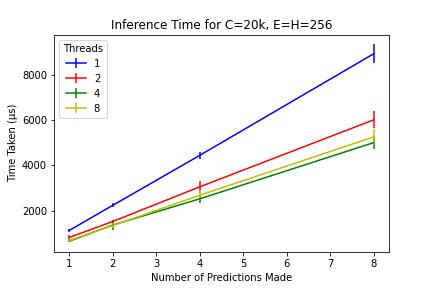 Inference Time for C=20k, E=H=256
Time Taken (µs)
8000
6000
4000
2000
Threads
1
2
4
8
1 2 3 4 5 6 7 8
Number of Predictions Made